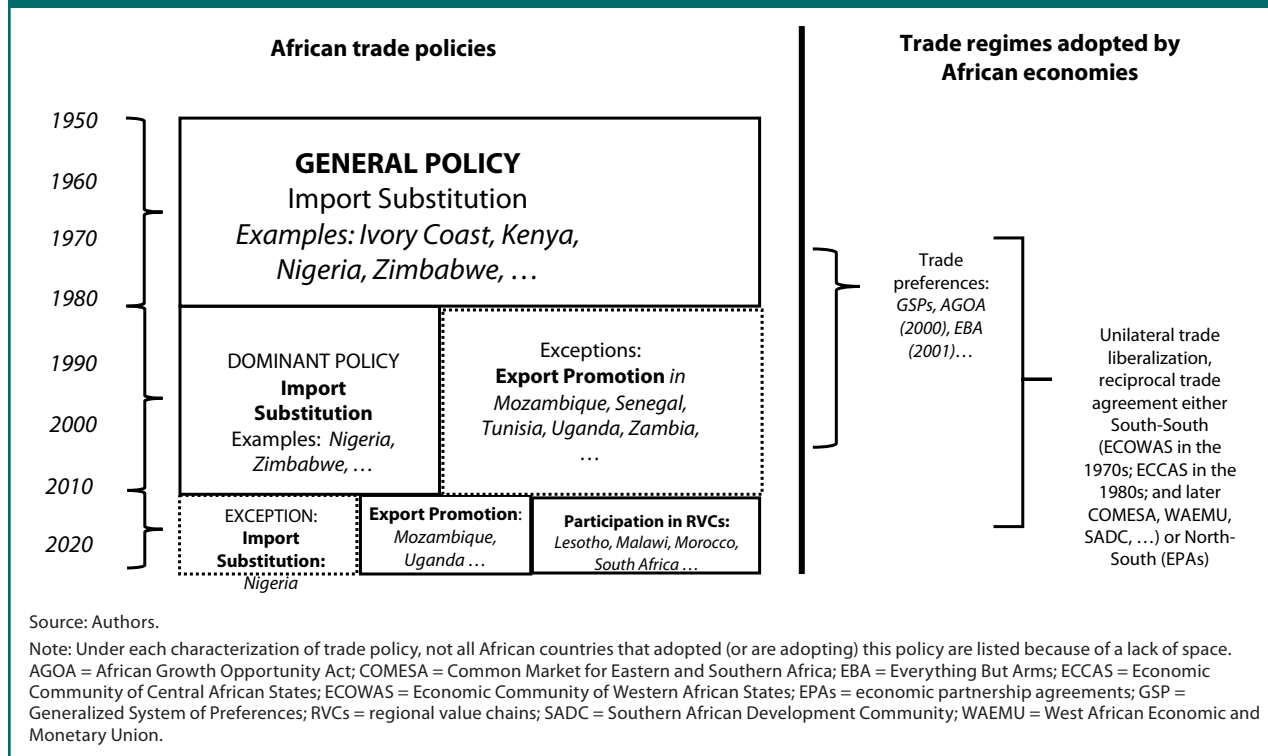 African trade policies
Trade regimes adopted by
African economies
1950
1960
1970
1980
1990
2000
2010
2020
GENERAL POLICY
Import Substitution
Examples: Ivory Coast, Kenya,
Nigeria, Zimbabwe, …
DOMINANT POLICY
Import
Substitution
Examples: Nigeria,
Zimbabwe, …
Exceptions:
Export Promotion in
Mozambique, Senegal,
Tunisia, Uganda, Zambia,
…
EXCEPTION:
Import
Substitution:
Nigeria
Export Promotion:
Mozambique,
Uganda …
Participation in RVCs:
Lesotho, Malawi, Morocco,
South Africa …
Trade
preferences:
GSPs, AGOA
(2000), EBA
(2001)…
Unilateral trade
liberalization,
reciprocal trade
agreement either
South-South
(ECOWAS in the
1970s; ECCAS in the
1980s; and later
COMESA, WAEMU,
SADC, …) or North-
South (EPAs)
Source: Authors.
Note: Under each characterization of trade policy, not all African countries that adopted (or are adopting) this policy are listed because of a lack of space.
AGOA = African Growth Opportunity Act; COMESA = Common Market for Eastern and Southern Africa; EBA = Everything But Arms; ECCAS = Economic
Community of Central African States; ECOWAS = Economic Community of Western African States; EPAs = economic partnership agreements; GSP =
Generalized System of Preferences; RVCs = regional value chains; SADC = Southern African Development Community; WAEMU = West African Economic and
Monetary Union.